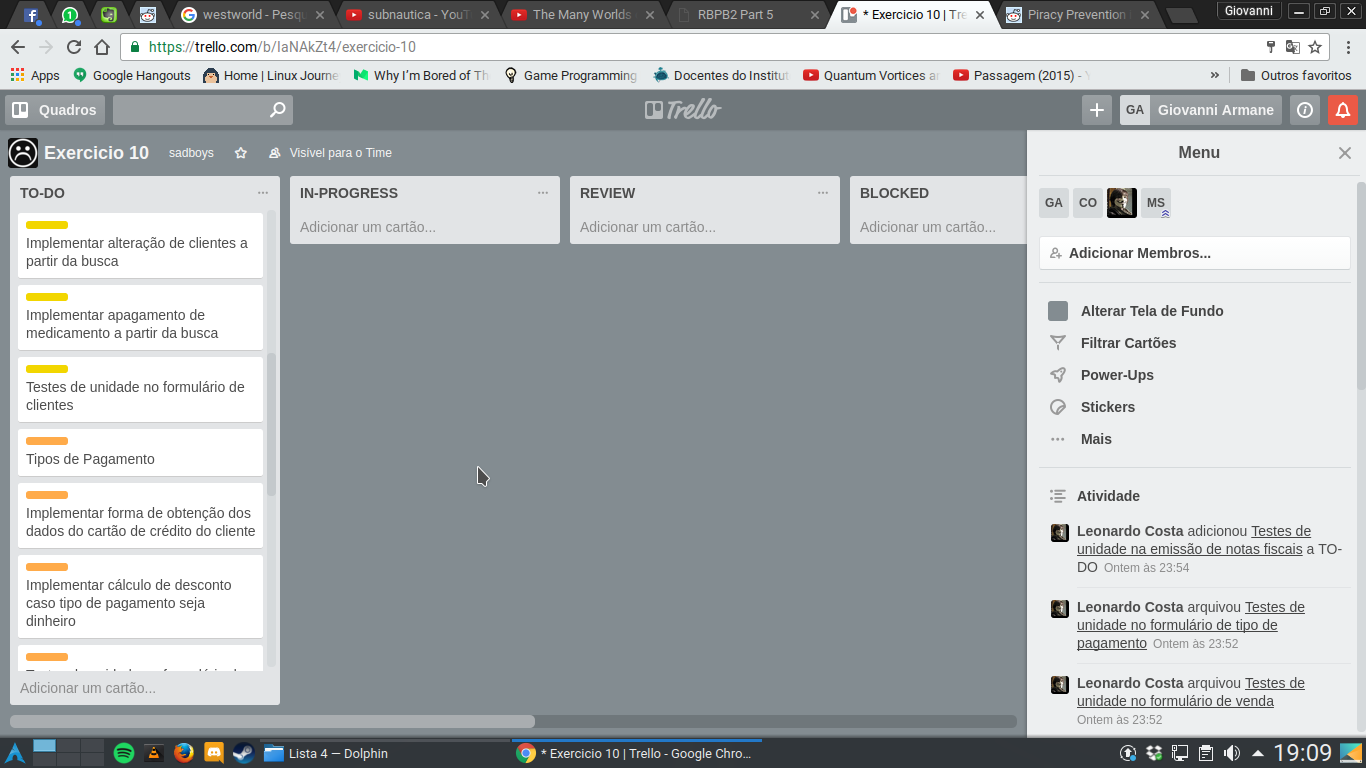 westworld - Pesq
subnautica - YouT
The Many Worlds
RBPB2 Part 5
* Exercicio 10 | Tre
Piracy Prevention
Giovanni
https://trello.com/b/IaNAkZt4/exercicio-10
Apps
Google Hangouts
Home | Linux Journe
Why I'm Bored of Th
Game Programming
Docentes do Institut
Quantum Vortices a
Passagem (2015) -
»
Outros favoritos
Quadros
Trello
GA
Giovanni Armane
Exercicio 10
sadboys
Visível para o Time
TO-DO
Implementar alteração de clientes a
partir da busca
Implementar apagamento de
medicamento a partir da busca
Testes de unidade no formulário de
clientes
Tipos de Pagamento
Implementar forma de obtenção dos
dados do cartão de crédito do cliente
Implementar cálculo de desconto
caso tipo de pagamento seja
dinheiro
Adicionar um cartão...
IN-PROGRESS
Adicionar um cartão...
REVIEW
Adicionar um cartão...
BLOCKED
Adicionar um cartão...
Menu
GA
CO
MS
Adicionar Membros...
Alterar Tela de Fundo
Filtrar Cartões
Power-Ups
Stickers
Mais
Atividade
Leonardo Costa adicionou Testes de
unidade na emissão de notas fiscais a TO-
DO Ontem às 23:54
Leonardo Costa arquivou Testes de
unidade no formulário de tipo de
pagamento Ontem às 23:52
Leonardo Costa arquivou Testes de
unidade no formulário de venda
Ontem às 23:52
Lista 4 — Dolphin
* Exercicio 10 | Trello - Google Chro...
19:09